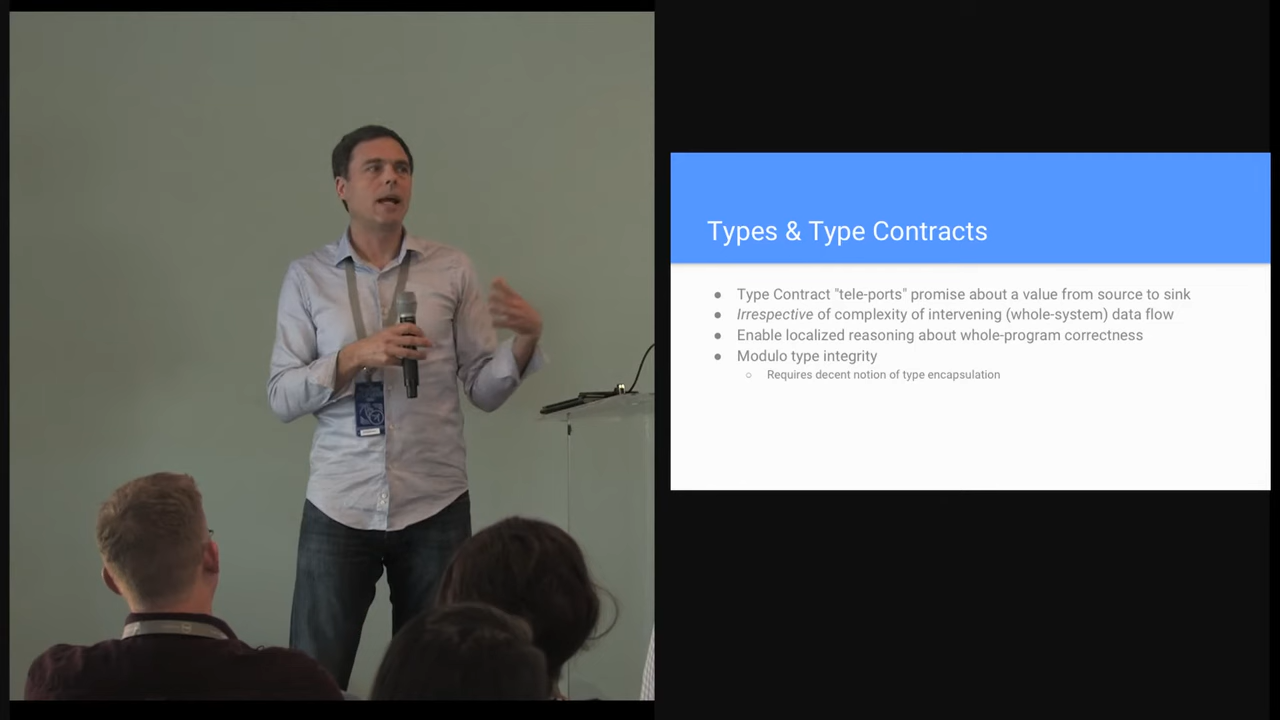 Types & Type Contracts
● Type Contract "tele-ports" promise about a value from source to sink
● Irrespective of complexity of intervening (whole-system) data flow
● Enable localized reasoning about whole-program correctness
● Modulo type integrity
○ Requires decent notion of type encapsulation